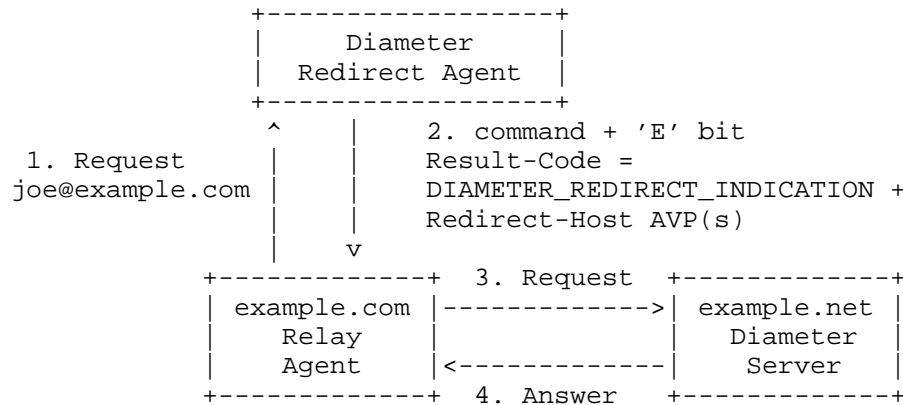 Diameter
Redirect Agent
2. command + 'E' bit
1. Request Result-Code =
joe@example.com DIAMETER_REDIRECT_INDICATION +
Redirect-Host AVP(s)
3. Request
example.com example.net
Relay Diameter
Agent Server
4. Answer